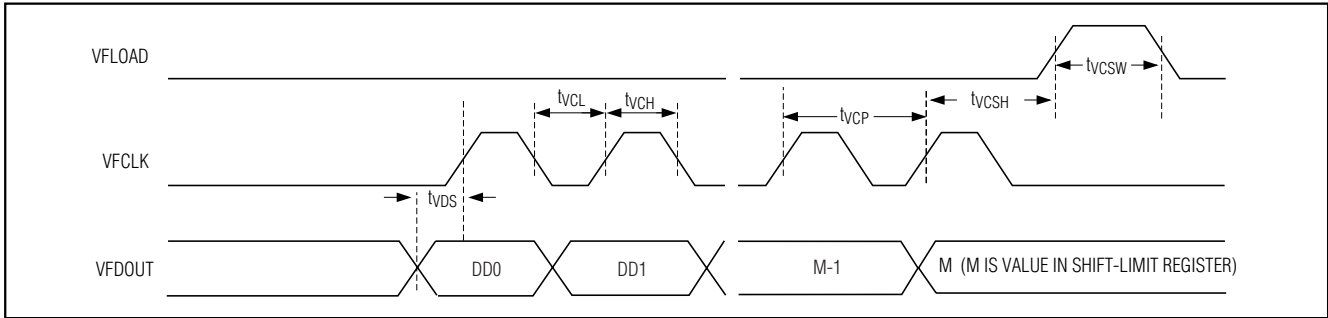 VFLOAD
tVCSW
tVCL
tVCH
tVCSH
tVCP
VFCLK
tVDS
VFDOUT
DD0
DD1
M-1
M (M IS VALUE IN SHIFT-LIMIT REGISTER)